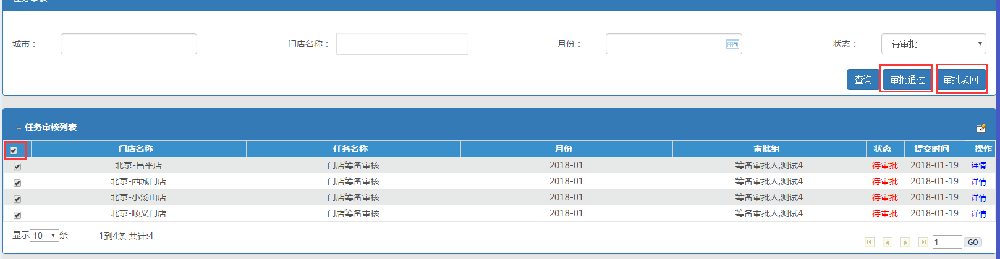 任务审核
城市： 门店名称： 月份： 状态： 待审批
查询 审批通过 审批驳回
任务审核列表
门店名称 任务名称 月份 审批组 状态 提交时间 操作
北京-昌平店 门店筹备审核 2018-01 筹备审批人,测试4 待审批 2018-01-19 详情
北京-西城门店 门店筹备审核 2018-01 筹备审批人,测试4 待审批 2018-01-19 详情
北京-小汤山店 门店筹备审核 2018-01 筹备审批人,测试4 待审批 2018-01-19 详情
北京-顺义门店 门店筹备审核 2018-01 筹备审批人,测试4 待审批 2018-01-19 详情
显示 10 条 1到4条 共计:4 1 GO